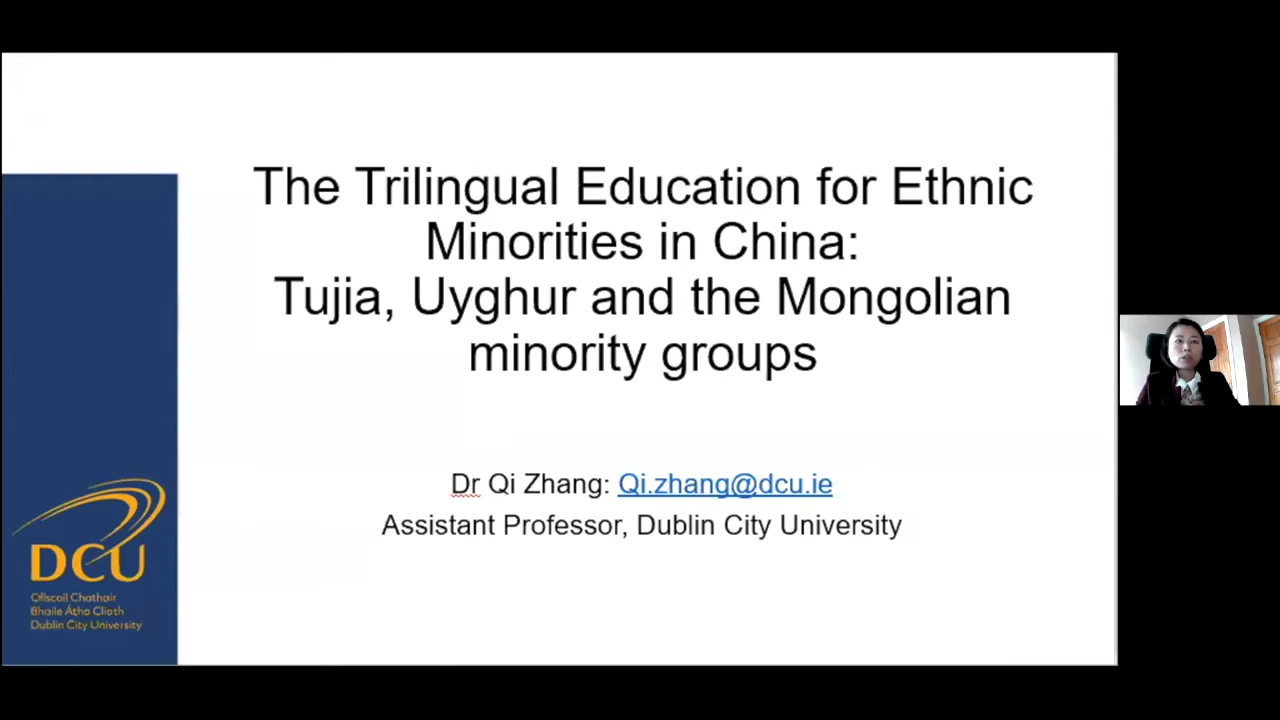 The Trilingual Education for Ethnic
Minorities in China:
Tujia, Uyghur and the Mongolian
minority groups
Dr Qi Zhang: Qi.zhang@dcu.ie
Assistant Professor, Dublin City University
DCU
Ollscoil Chathair
Bhaile Átha Cliath
Dublin City University